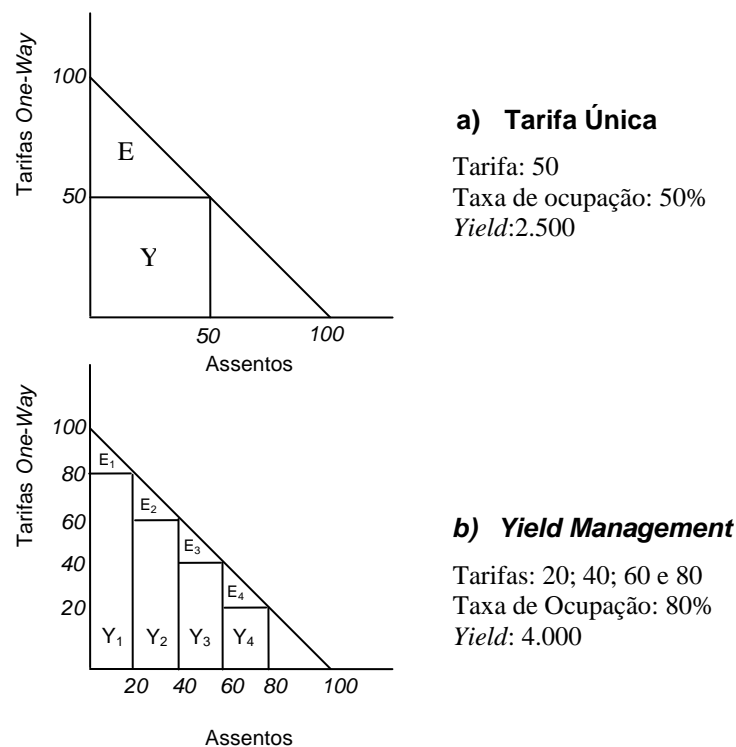 Tarifas One-Way
100
E
50
Y
50
100
Assentos
a) Tarifa Única
Tarifa: 50
Taxa de ocupação: 50%
Yield:2.500
Tarifas One-Way
100
E1
80
E2
60
E3
40
E4
20
Y1
Y2
Y3
Y4
20
40
60
80
100
Assentos
b) Yield Management
Tarifas: 20; 40; 60 e 80
Taxa de Ocupação: 80%
Yield: 4.000